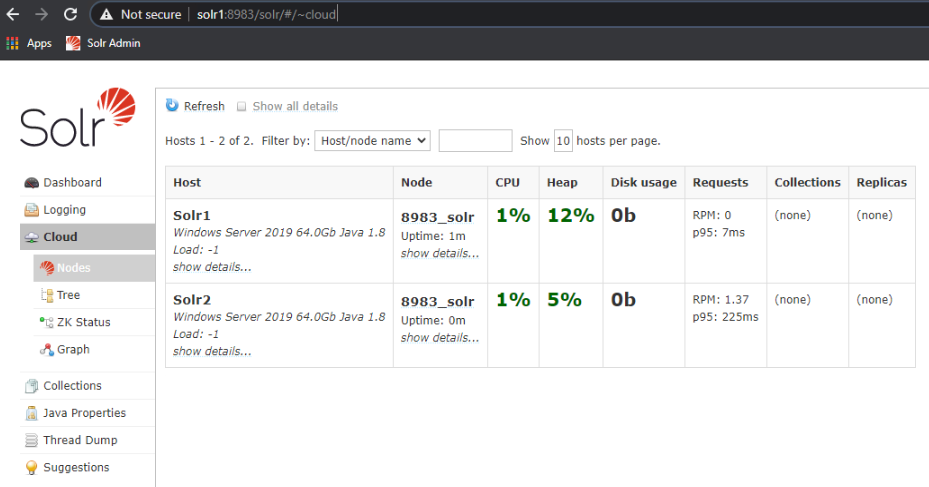 Not secure | solr1:8983/solr/#/~cloud
Apps Solr Admin
Solr
Dashboard
Logging
Cloud
Nodes
Tree
ZK Status
Graph
Collections
Java Properties
Thread Dump
Suggestions
Refresh Show all details
Hosts 1 - 2 of 2. Filter by: Host/node name Show 10 hosts per page.
Host Node CPU Heap Disk usage Requests Collections Replicas
Solr1 8983_solr 1% 12% 0b RPM: 0 (none) (none)
Windows Server 2019 64.0Gb Java 1.8 Uptime: 1m p95: 7ms
Load: -1 show details...
show details...
Solr2 8983_solr 1% 5% 0b RPM: 1.37 (none) (none)
Windows Server 2019 64.0Gb Java 1.8 Uptime: 0m p95: 225ms
Load: -1 show details...
show details...